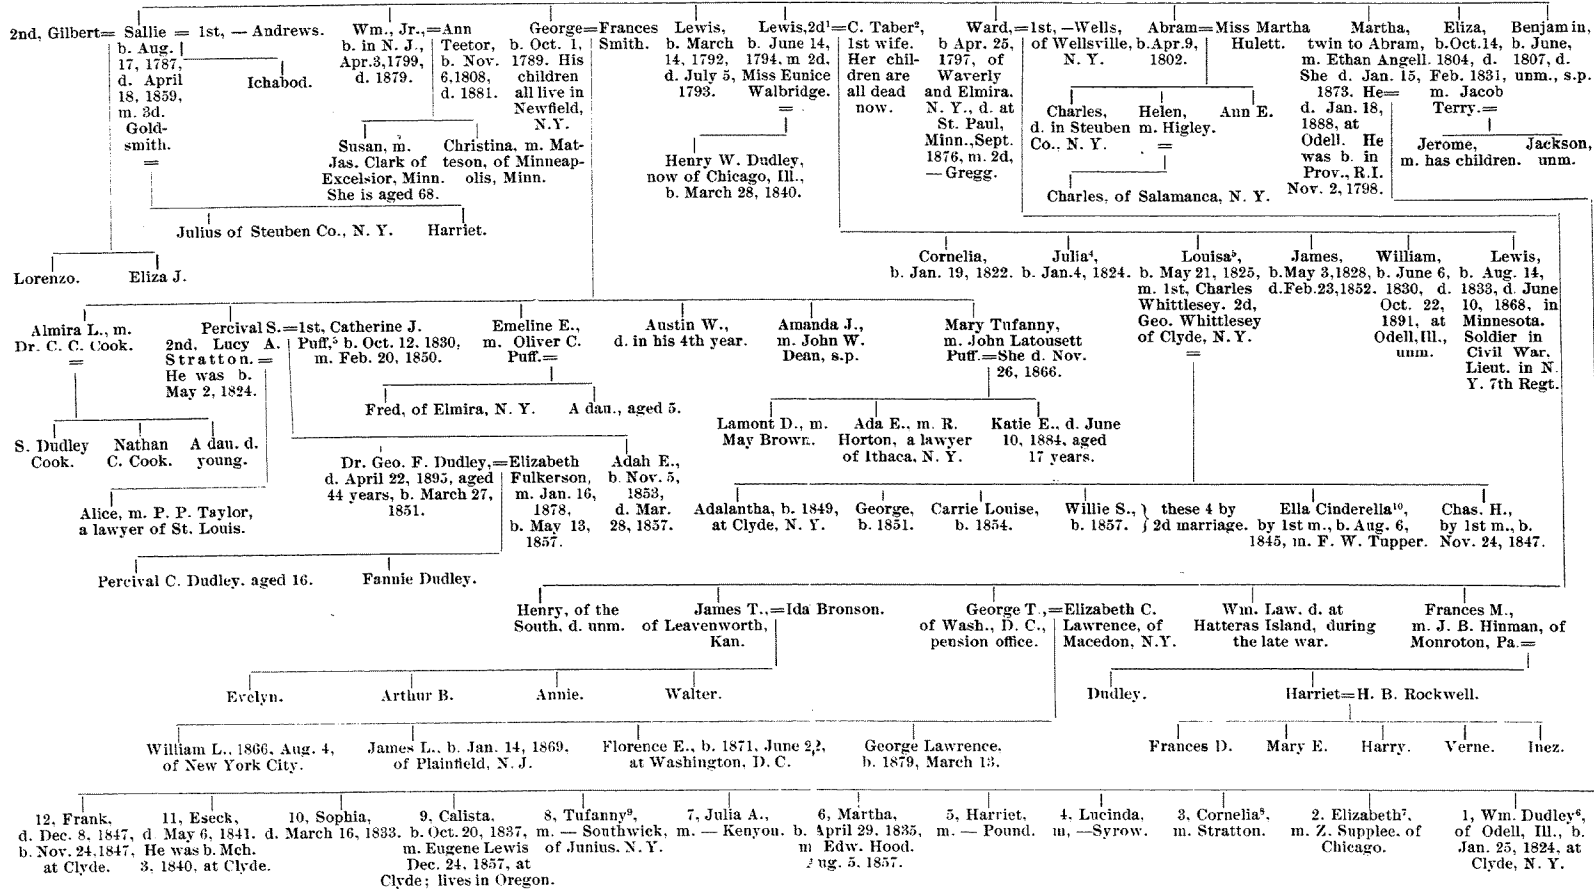 2nd, Gilbert= Sallie = 1st, — Andrews.
b. Aug.
17, 1787,
d. April
18, 1859,
m. 3d.
Gold-
smith.
=
Ichabod.
Wm., Jr.,=Ann
b. in N. J., Teetor,
Apr.3,1799, b. Nov.
d. 1879. 6,1808,
d. 1881.
George=Frances
b. Oct. 1, Smith.
1789. His
children
all live in
Newfield,
N.Y.
Lewis,
b. March
14, 1792,
d. July 5,
1793.
Lewis,2d¹=C. Taber²,
b. June 14, 1st wife.
1794, m 2d, Her chil-
Miss Eunice dren are
Walbridge. all dead
= now.
Ward,=1st, —Wells,
b Apr. 25, of Wellsville,
1797, of N. Y.
Waverly
and Elmira.
N. Y., d. at
St. Paul,
Minn.,Sept.
1876, m. 2d,
— Gregg.
Abram=Miss Martha
b.Apr.9, Hulett.
1802.
Martha,
twin to Abram,
m. Ethan Angell.
She d. Jan. 15,
1873. He=
d. Jan. 18,
1888, at
Odell. He
was b. in
Prov., R.I.
Nov. 2, 1798.
Eliza,
b.Oct.14,
1804, d.
Feb. 1831,
m. Jacob
Terry.=
Benjamin,
b. June,
1807, d.
unm., s.p.
Susan, m.
Jas. Clark of
Excelsior, Minn.
She is aged 68.
Christina, m. Mat-
teson, of Minneap-
olis, Minn.
Henry W. Dudley,
now of Chicago, Ill.,
b. March 28, 1840.
Charles,
d. in Steuben
Co., N. Y.
Helen,
m. Higley.
=
Ann E.
Charles, of Salamanca, N. Y.
Jerome,
m. has children.
Jackson,
unm.
Julius of Steuben Co., N. Y.
Harriet.
Lorenzo.
Eliza J.
Cornelia,
b. Jan. 19, 1822.
Julia⁴,
b. Jan.4, 1824.
Louisa⁵,
b. May 21, 1825,
m. 1st, Charles
Whittlesey. 2d,
Geo. Whittlesey
of Clyde, N. Y.
=
James,
b.May 3,1828,
d.Feb.23,1852.
William,
b. June 6,
1830, d.
Oct. 22,
1891, at
Odell,Ill.,
unm.
Lewis,
b. Aug. 14,
1833, d. June
10, 1868, in
Minnesota.
Soldier in
Civil War.
Lieut. in N.
Y. 7th Regt.
Almira L., m.
Dr. C. C. Cook.
=
Percival S.=1st, Catherine J.
2nd, Lucy A. Puff,⁵ b. Oct. 12, 1830,
Stratton.= m. Feb. 20, 1850.
He was b.
May 2, 1824.
Emeline E.,
m. Oliver C.
Puff.=
Austin W.,
d. in his 4th year.
Amanda J.,
m. John W.
Dean, s.p.
Mary Tufanny,
m. John Latousett
Puff.=She d. Nov.
26, 1866.
Fred, of Elmira, N. Y.
A dau., aged 5.
S. Dudley
Cook.
Nathan
C. Cook.
A dau. d.
young.
Lamont D., m.
May Brown.
Ada E., m. R.
Horton, a lawyer
of Ithaca, N. Y.
Katie E., d. June
10, 1884, aged
17 years.
Dr. Geo. F. Dudley,=Elizabeth
d. April 22, 1895, aged Fulkerson,
44 years, b. March 27, m. Jan. 16,
1851. 1878,
b. May 13,
1857.
Adah E.,
b. Nov. 5,
1853,
d. Mar.
28, 1857.
Alice, m. P. P. Taylor,
a lawyer of St. Louis.
Adalantha, b. 1849,
at Clyde, N. Y.
George,
b. 1851.
Carrie Louise,
b. 1854.
Willie S., } these 4 by
b. 1857. } 2d marriage.
Ella Cinderella¹⁰,
by 1st m., b. Aug. 6,
1845, m. F. W. Tupper.
Chas. H.,
by 1st m., b.
Nov. 24, 1847.
Percival C. Dudley. aged 16.
Fannie Dudley.
Henry, of the
South, d. unm.
James T.,=Ida Bronson.
of Leavenworth,
Kan.
George T.,=Elizabeth C.
of Wash., D. C., Lawrence, of
pension office. Macedon, N.Y.
Wm. Law. d. at
Hatteras Island, during
the late war.
Frances M.,
m. J. B. Hinman, of
Monroton, Pa.=
Evelyn.
Arthur B.
Annie.
Walter.
Dudley.
Harriet=H. B. Rockwell.
William L., 1866, Aug. 4,
of New York City.
James L., b. Jan. 14, 1869,
of Plainfield, N. J.
Florence E., b. 1871, June 22,
at Washington, D. C.
George Lawrence,
b. 1879, March 13.
Frances D.
Mary E.
Harry.
Verne.
Inez.
12, Frank,
d. Dec. 8, 1847,
b. Nov. 24,1847,
at Clyde.
11, Eseck,
d May 6, 1841.
He was b. Mch.
3, 1840, at Clyde.
10, Sophia,
d. March 16, 1833.
9, Calista,
b. Oct. 20, 1837,
m. Eugene Lewis
Dec. 24, 1857, at
Clyde; lives in Oregon.
8, Tufanny⁹,
m. — Southwick,
of Junius. N. Y.
7, Julia A.,
m. — Kenyon.
6, Martha,
b. April 29. 1835,
m Edw. Hood.
Aug. 5. 1857.
5, Harriet,
m. — Pound.
4, Lucinda,
m, —Syrow.
3, Cornelia⁸,
m. Stratton.
2. Elizabeth⁷,
m. Z. Supplee, of
Chicago.
1, Wm. Dudley⁶,
of Odell, Ill., b.
Jan. 25, 1824, at
Clyde, N. Y.